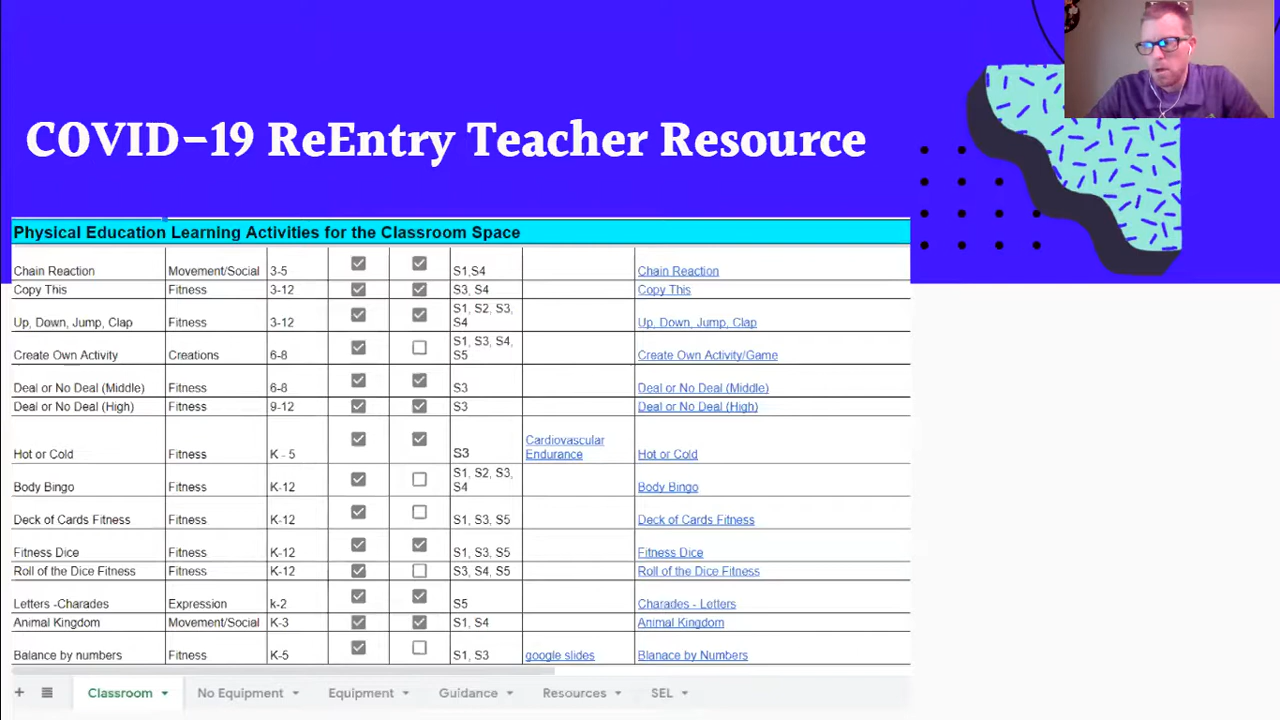 COVID-19 ReEntry Teacher Resource
Physical Education Learning Activities for the Classroom Space
Chain Reaction Movement/Social 3-5 S1,S4 Chain Reaction
Copy This Fitness 3-12 S3, S4 Copy This
Up, Down, Jump, Clap Fitness 3-12 S1, S2, S3, S4 Up, Down, Jump, Clap
Create Own Activity Creations 6-8 S1, S3, S4, S5 Create Own Activity/Game
Deal or No Deal (Middle) Fitness 6-8 S3 Deal or No Deal (Middle)
Deal or No Deal (High) Fitness 9-12 S3 Deal or No Deal (High)
Hot or Cold Fitness K - 5 S3 Cardiovascular Endurance Hot or Cold
Body Bingo Fitness K-12 S1, S2, S3, S4 Body Bingo
Deck of Cards Fitness Fitness K-12 S1, S3, S5 Deck of Cards Fitness
Fitness Dice Fitness K-12 S1, S3, S5 Fitness Dice
Roll of the Dice Fitness Fitness K-12 S3, S4, S5 Roll of the Dice Fitness
Letters -Charades Expression k-2 S5 Charades - Letters
Animal Kingdom Movement/Social K-3 S1, S4 Animal Kingdom
Balance by numbers Fitness K-5 S1, S3 google slides Blanace by Numbers
Classroom No Equipment Equipment Guidance Resources SEL